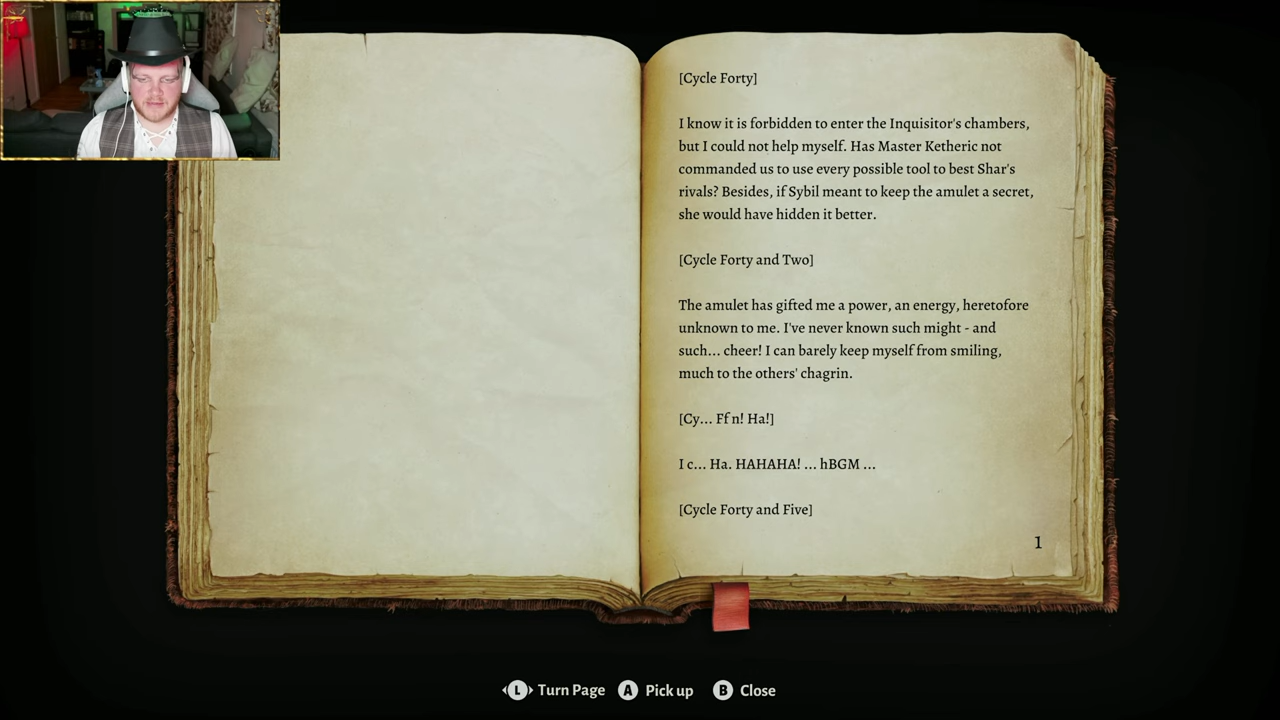 [Cycle Forty]
I know it is forbidden to enter the Inquisitor's chambers,
but I could not help myself. Has Master Ketheric not
commanded us to use every possible tool to best Shar's
rivals? Besides, if Sybil meant to keep the amulet a secret,
she would have hidden it better.
[Cycle Forty and Two]
The amulet has gifted me a power, an energy, heretofore
unknown to me. I've never known such might - and
such... cheer! I can barely keep myself from smiling,
much to the others' chagrin.
[Cy... Ff n! Ha!]
I c... Ha. HAHAHA! ... hBGM ...
[Cycle Forty and Five]
1
L Turn Page A Pick up B Close